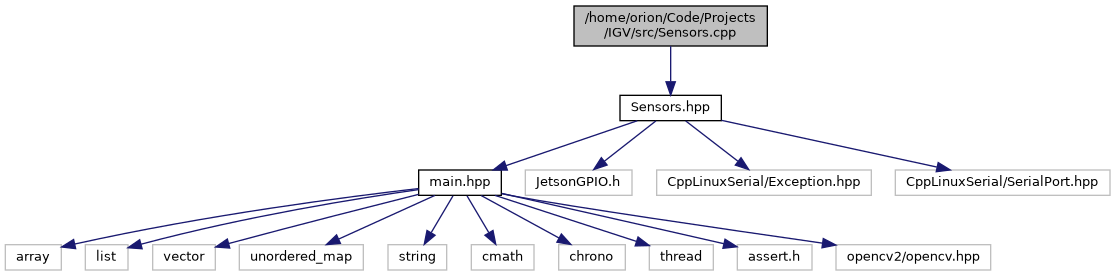 /home/orion/Code/Projects
/IGV/src/Sensors.cpp
Sensors.hpp
main.hpp
JetsonGPIO.h
CppLinuxSerial/Exception.hpp
CppLinuxSerial/SerialPort.hpp
array
list
vector
unordered_map
string
cmath
chrono
thread
assert.h
opencv2/opencv.hpp